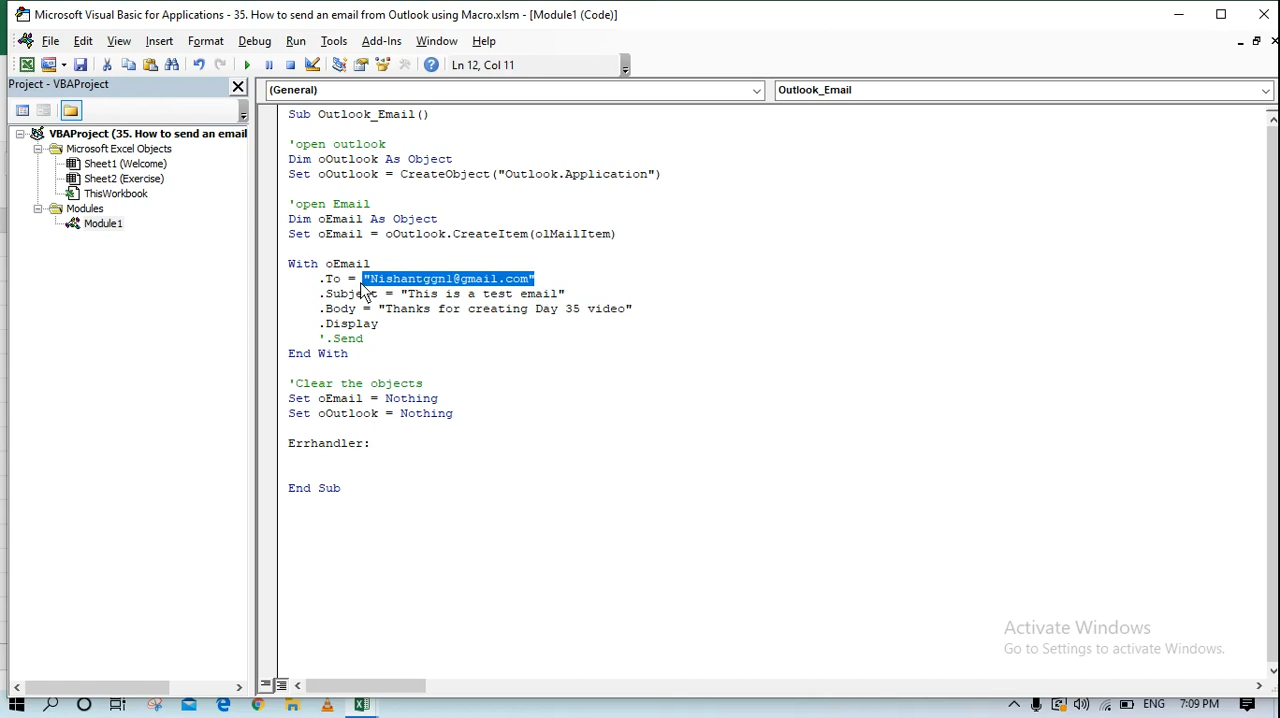 Microsoft Visual Basic for Applications - 35. How to send an email from Outlook using Macro.xlsm - [Module1 (Code)]
File Edit View Insert Format Debug Run Tools Add-Ins Window Help
Ln 12, Col 11
Project - VBAProject
(General)
Outlook_Email
VBAProject (35. How to send an email
Microsoft Excel Objects
Sheet1 (Welcome)
Sheet2 (Exercise)
ThisWorkbook
Modules
Module1
Sub Outlook_Email()
'open outlook
Dim oOutlook As Object
Set oOutlook = CreateObject("Outlook.Application")
'open Email
Dim oEmail As Object
Set oEmail = oOutlook.CreateItem(olMailItem)
With oEmail
.To = "Nishantggn1@gmail.com"
.Subject = "This is a test email"
.Body = "Thanks for creating Day 35 video"
.Display
'.Send
End With
'Clear the objects
Set oEmail = Nothing
Set oOutlook = Nothing
Errhandler:
End Sub
Activate Windows
Go to Settings to activate Windows.
ENG 7:09 PM